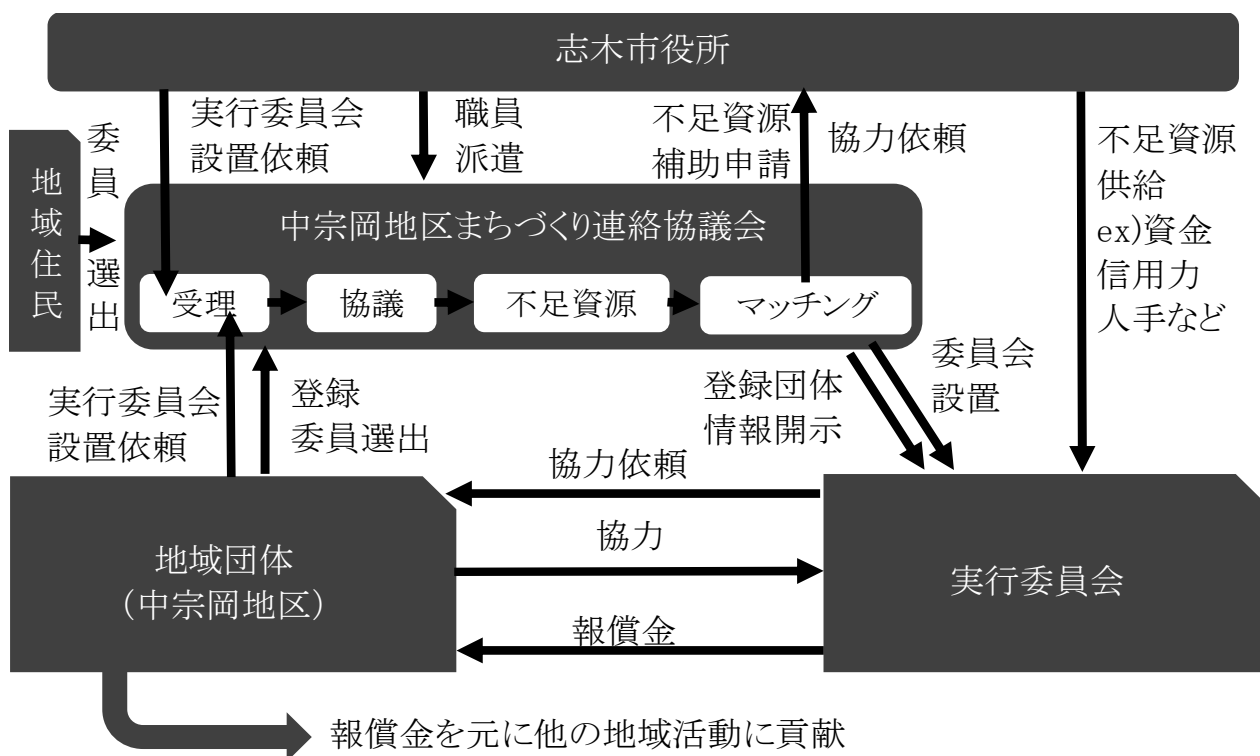 志木市役所
実行委員会
設置依頼
職員
派遣
不足資源
補助申請
協力依頼
不足資源
供給
ex)資金
信用力
人手など
地域住民
委員
選出
中宗岡地区まちづくり連絡協議会
受理
協議
不足資源
マッチング
実行委員会
設置依頼
登録
委員選出
登録団体
情報開示
委員会
設置
協力依頼
協力
報償金
地域団体
(中宗岡地区)
実行委員会
報償金を元に他の地域活動に貢献